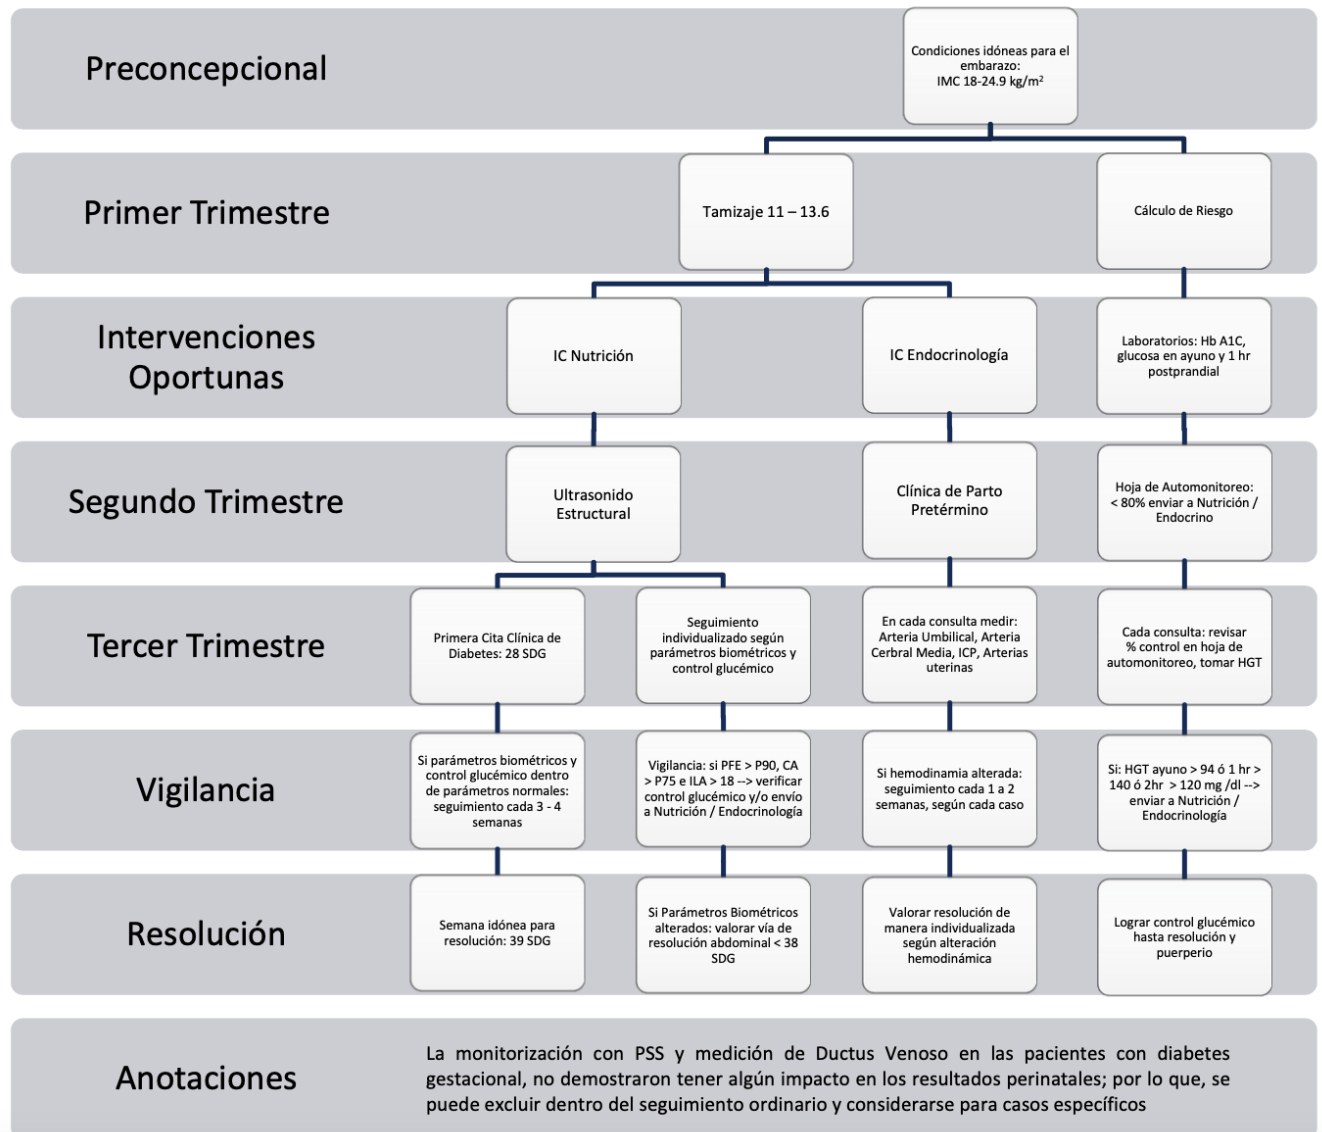 Preconcepcional
Condiciones idóneas para el
embarazo:
IMC 18-24.9 kg/m²
Primer Trimestre
Tamizaje 11 – 13.6
Cálculo de Riesgo
Intervenciones
Oportunas
IC Nutrición
IC Endocrinología
Laboratorios: Hb A1C,
glucosa en ayuno y 1 hr
postprandial
Segundo Trimestre
Ultrasonido
Estructural
Clínica de Parto
Pretérmino
Hoja de Automonitoreo:
< 80% enviar a Nutrición /
Endocrino
Tercer Trimestre
Primera Cita Clínica de
Diabetes: 28 SDG
Seguimiento
individualizado según
parámetros biométricos y
control glucémico
En cada consulta medir:
Arteria Umbilical, Arteria
Cerbral Media, ICP, Arterias
uterinas
Cada consulta: revisar
% control en hoja de
automonitoreo, tomar HGT
Vigilancia
Si parámetros biométricos y
control glucémico dentro
de parámetros normales:
seguimiento cada 3 - 4
semanas
Vigilancia: si PFE > P90, CA
> P75 e ILA > 18 --> verificar
control glucémico y/o envío
a Nutrición / Endocrinología
Si hemodinamia alterada:
seguimiento cada 1 a 2
semanas, según cada caso
Si: HGT ayuno > 94 ó 1 hr >
140 ó 2hr > 120 mg /dl -->
enviar a Nutrición /
Endocrinología
Resolución
Semana idónea para
resolución: 39 SDG
Si Parámetros Biométricos
alterados: valorar vía de
resolución abdominal < 38
SDG
Valorar resolución de
manera individualizada
según alteración
hemodinámica
Lograr control glucémico
hasta resolución y
puerperio
Anotaciones
La monitorización con PSS y medición de Ductus Venoso en las pacientes con diabetes
gestacional, no demostraron tener algún impacto en los resultados perinatales; por lo que, se
puede excluir dentro del seguimiento ordinario y considerarse para casos específicos